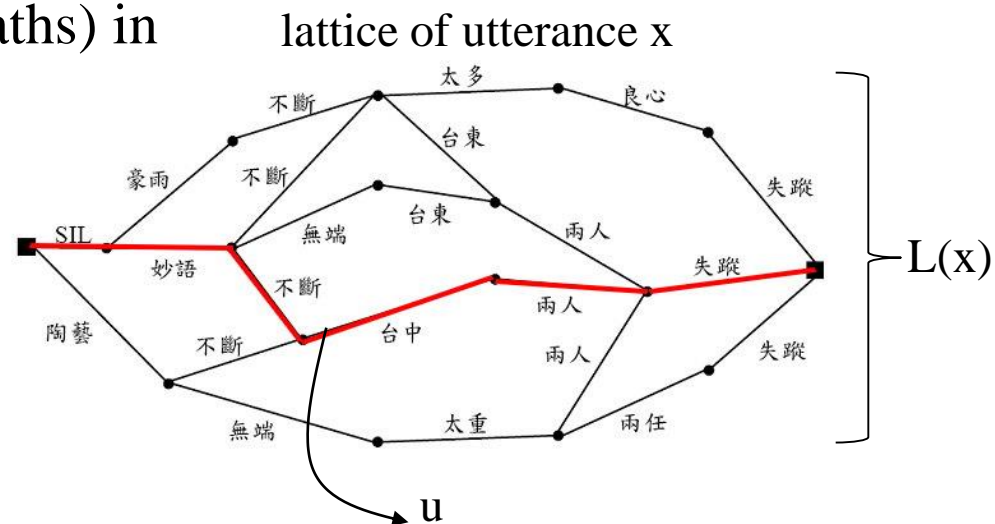 aths) in
lattice of utterance x
太多
不斷
良心
台東
豪雨
不斷
失蹤
台東
無端
兩人
SIL
妙語
失蹤
L(x)
不斷
兩人
陶藝
不斷
台中
兩人
失蹤
無端
太重
兩任
u